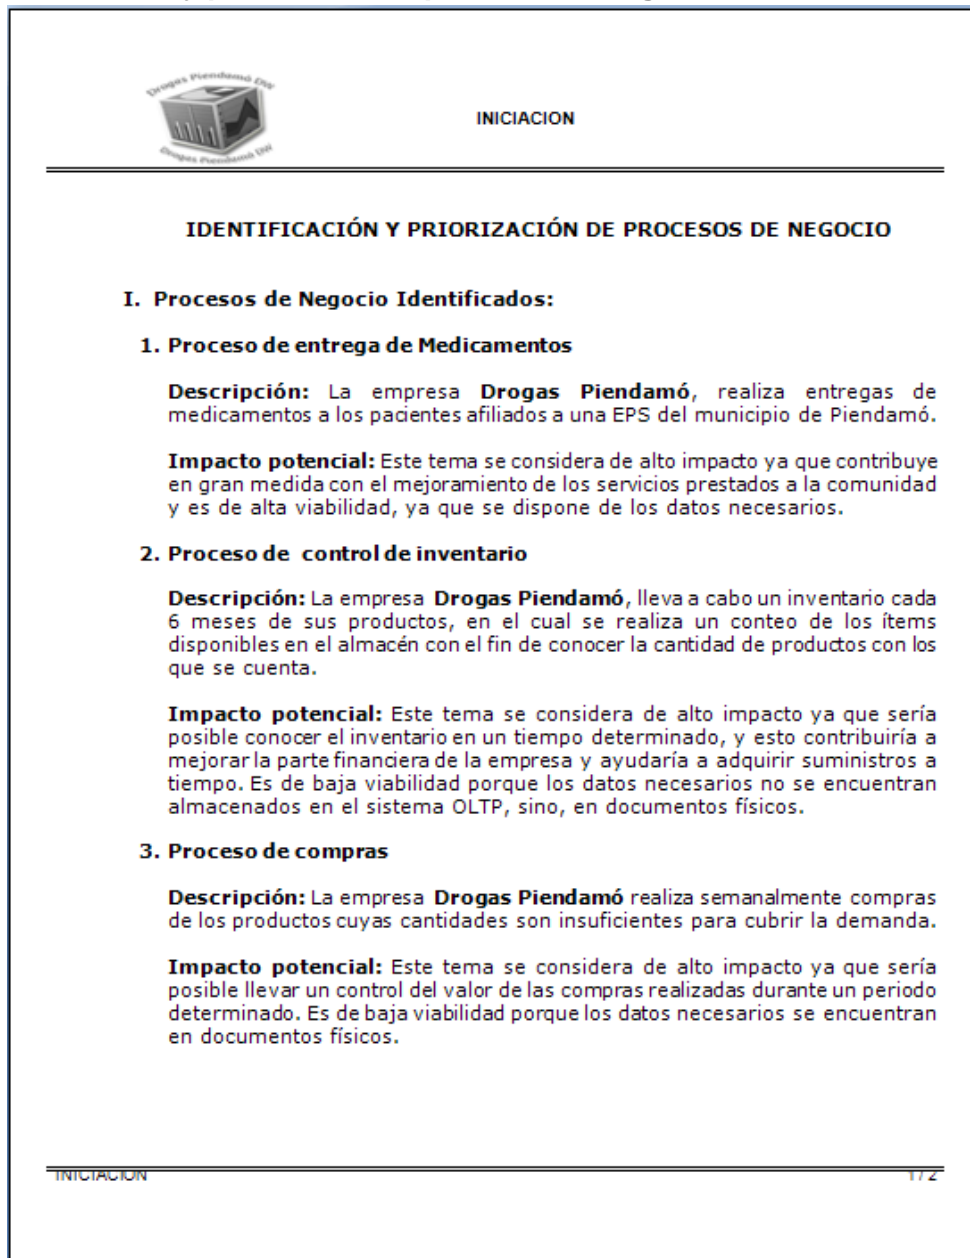 Drogas Piendamó DW
Drogas Piendamó DW
INICIACION
IDENTIFICACIÓN Y PRIORIZACIÓN DE PROCESOS DE NEGOCIO
I. Procesos de Negocio Identificados:
1. Proceso de entrega de Medicamentos
Descripción: La empresa Drogas Piendamó, realiza entregas de
medicamentos a los pacientes afiliados a una EPS del municipio de Piendamó.
Impacto potencial: Este tema se considera de alto impacto ya que contribuye
en gran medida con el mejoramiento de los servicios prestados a la comunidad
y es de alta viabilidad, ya que se dispone de los datos necesarios.
2. Proceso de control de inventario
Descripción: La empresa Drogas Piendamó, lleva a cabo un inventario cada
6 meses de sus productos, en el cual se realiza un conteo de los ítems
disponibles en el almacén con el fin de conocer la cantidad de productos con los
que se cuenta.
Impacto potencial: Este tema se considera de alto impacto ya que sería
posible conocer el inventario en un tiempo determinado, y esto contribuiría a
mejorar la parte financiera de la empresa y ayudaría a adquirir suministros a
tiempo. Es de baja viabilidad porque los datos necesarios no se encuentran
almacenados en el sistema OLTP, sino, en documentos físicos.
3. Proceso de compras
Descripción: La empresa Drogas Piendamó realiza semanalmente compras
de los productos cuyas cantidades son insuficientes para cubrir la demanda.
Impacto potencial: Este tema se considera de alto impacto ya que sería
posible llevar un control del valor de las compras realizadas durante un periodo
determinado. Es de baja viabilidad porque los datos necesarios se encuentran
en documentos físicos.
INICIACION 1 / 2